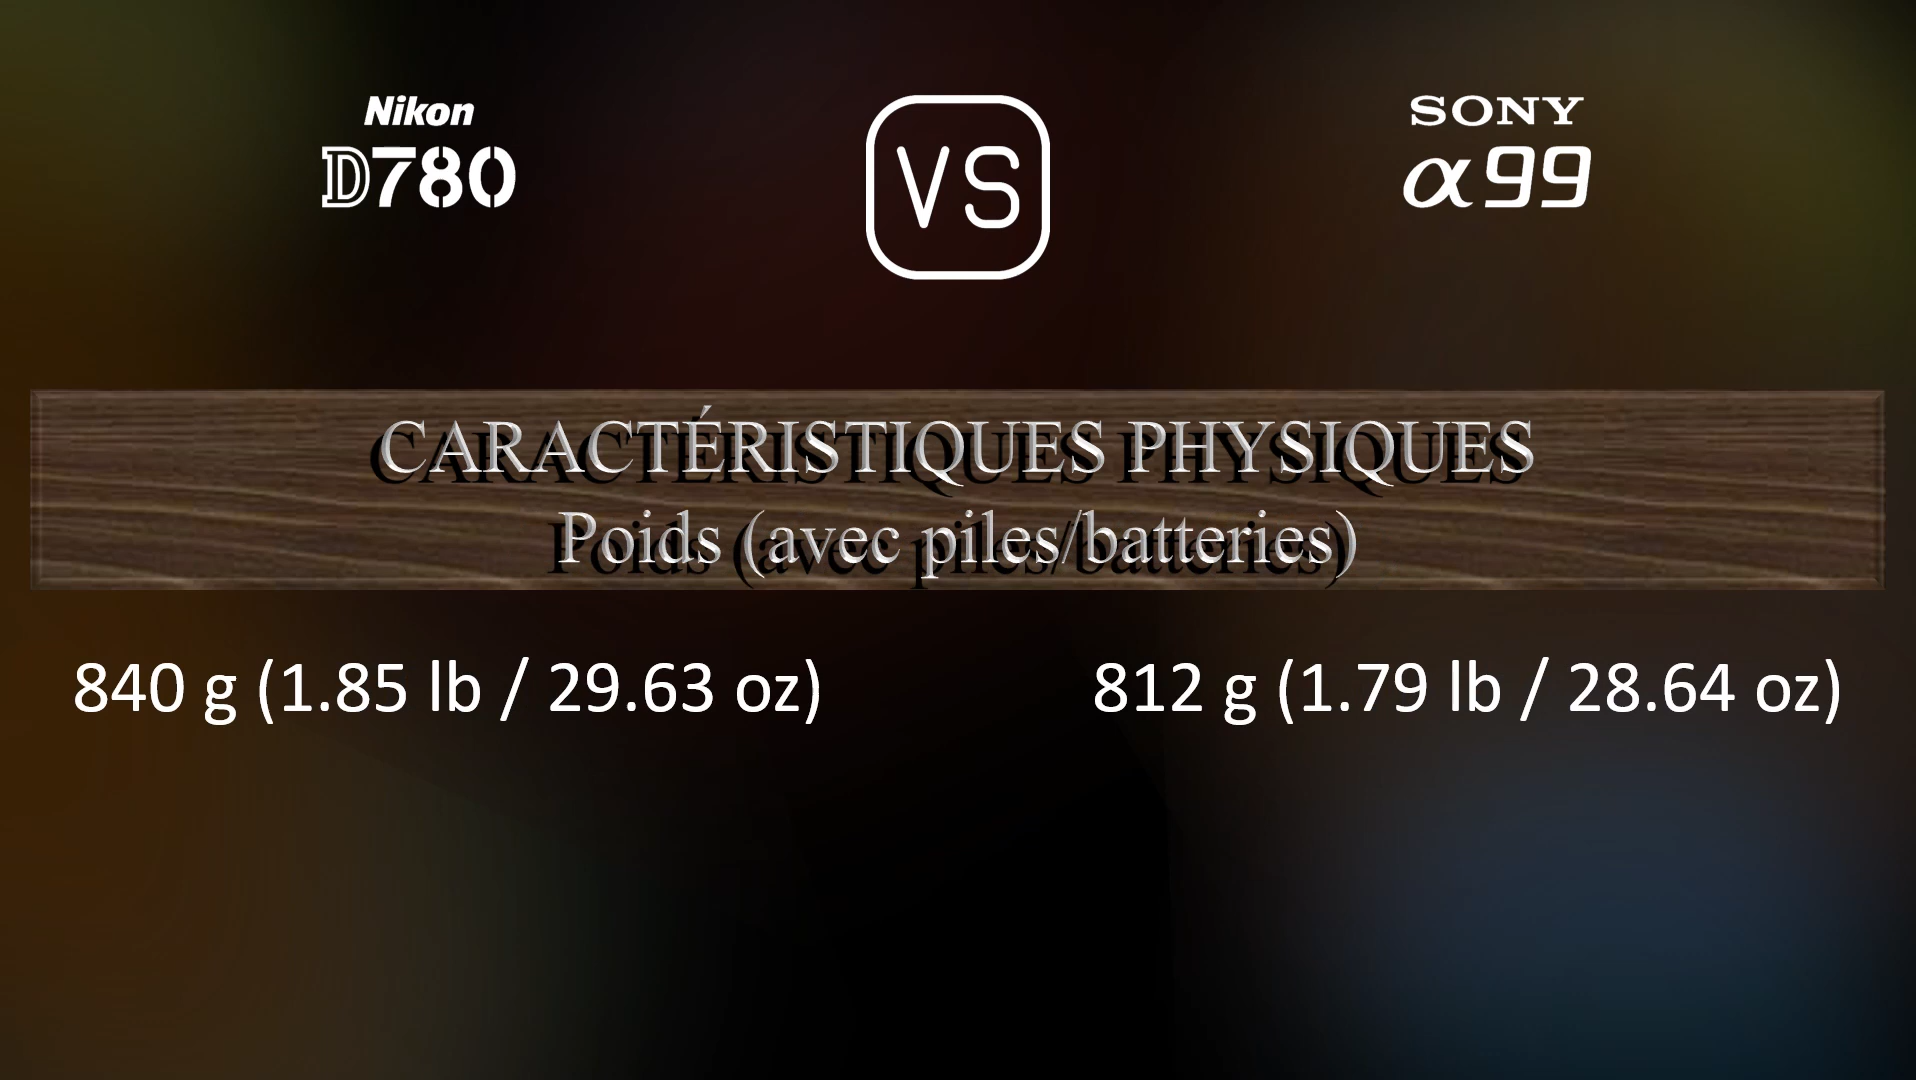 Nikon
D780
VS
SONY
α99
CARACTÉRISTIQUES PHYSIQUES
Poids (avec piles/batteries)
840 g (1.85 lb / 29.63 oz)
812 g (1.79 lb / 28.64 oz)